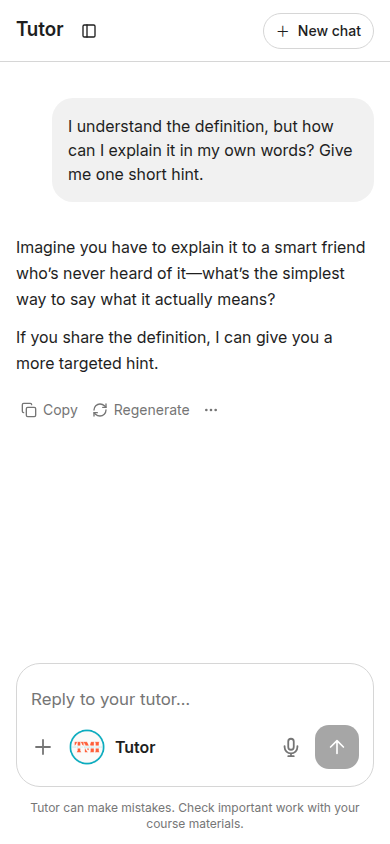 Tutor
New chat
I understand the definition, but how
can I explain it in my own words? Give
me one short hint.
Imagine you have to explain it to a smart friend
who’s never heard of it—what’s the simplest
way to say what it actually means?
If you share the definition, I can give you a
more targeted hint.
Copy
Regenerate
Reply to your tutor...
Tutor
Tutor can make mistakes. Check important work with your
course materials.